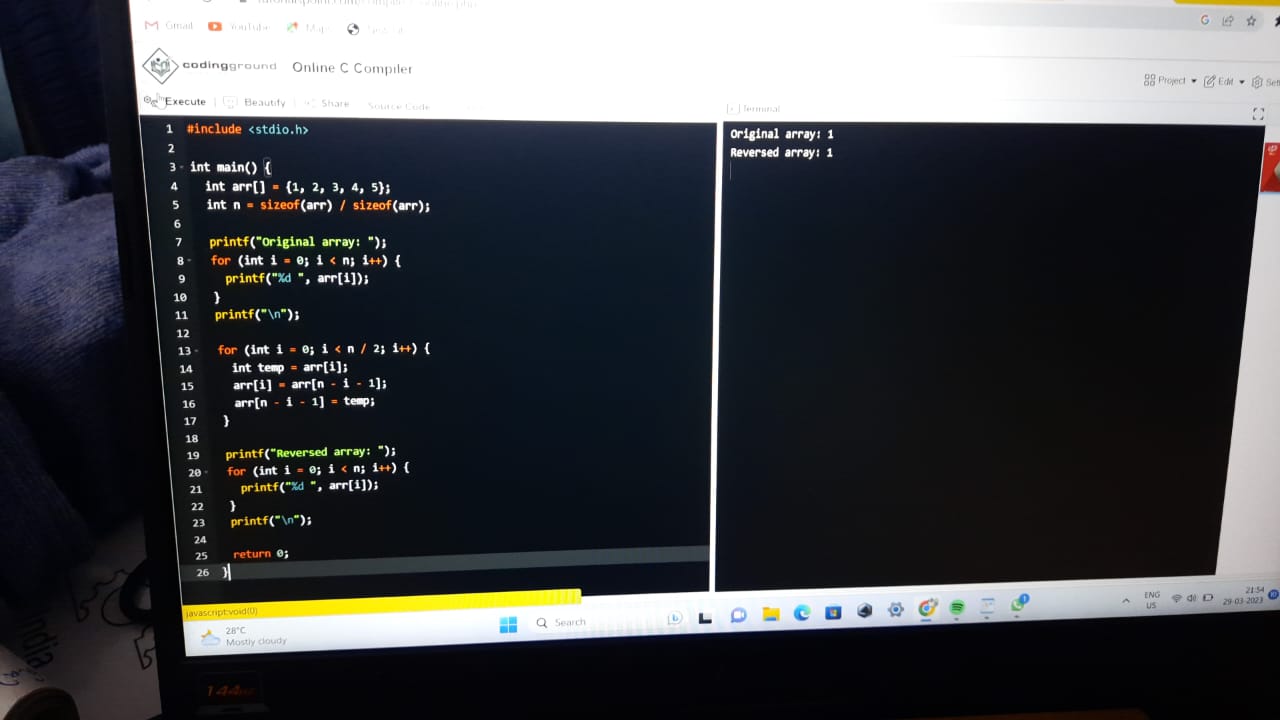 Gmail YouTube Maps
codingground Online C Compiler
Project Edit
Execute | Beautify | Share Source Code
Terminal
1 #include <stdio.h>
2
3 int main() {
4 int arr[] = {1, 2, 3, 4, 5};
5 int n = sizeof(arr) / sizeof(arr);
6
7 printf("Original array: ");
8 for (int i = 0; i < n; i++) {
9 printf("%d ", arr[i]);
10 }
11 printf("\n");
12
13 for (int i = 0; i < n / 2; i++) {
14 int temp = arr[i];
15 arr[i] = arr[n - i - 1];
16 arr[n - i - 1] = temp;
17 }
18
19 printf("Reversed array: ");
20 for (int i = 0; i < n; i++) {
21 printf("%d ", arr[i]);
22 }
23 printf("\n");
24
25 return 0;
26 }
Original array: 1
Reversed array: 1
javascript:void(0)
28°C
Mostly cloudy
Search
ENG
US
21:54
29-03-2023
144Hz